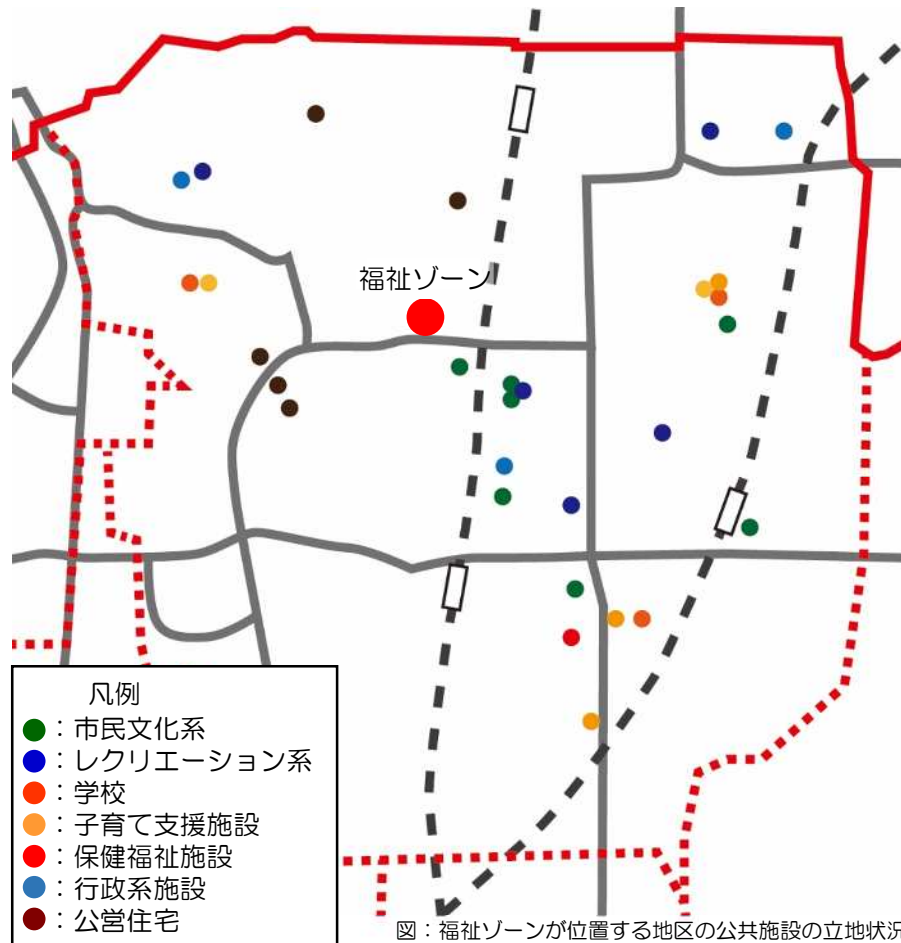 福祉ゾーン
凡例
：市民文化系
：レクリエーション系
：学校
：子育て支援施設
：保健福祉施設
：行政系施設
：公営住宅
図：福祉ゾーンが位置する地区の公共施設の立地状況